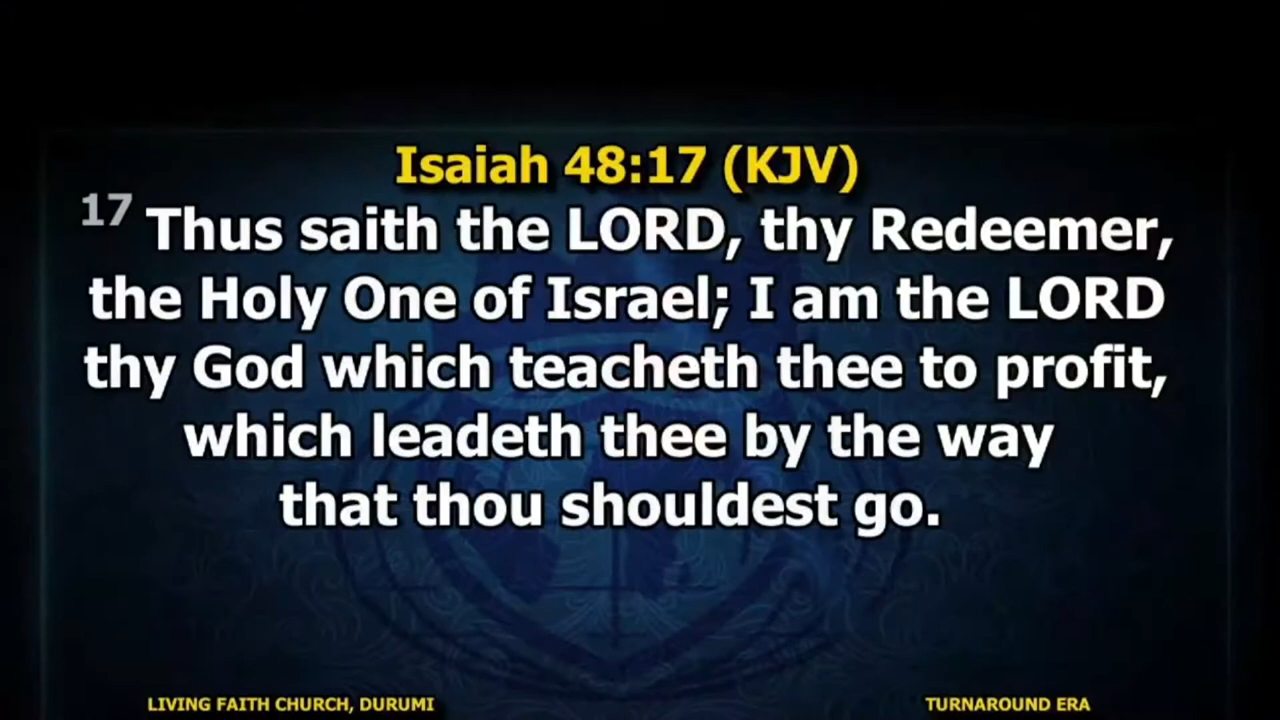 Isaiah 48:17 (KJV)
17 Thus saith the LORD, thy Redeemer,
the Holy One of Israel; I am the LORD
thy God which teacheth thee to profit,
which leadeth thee by the way
that thou shouldest go.
LIVING FAITH CHURCH, DURUMI
TURNAROUND ERA